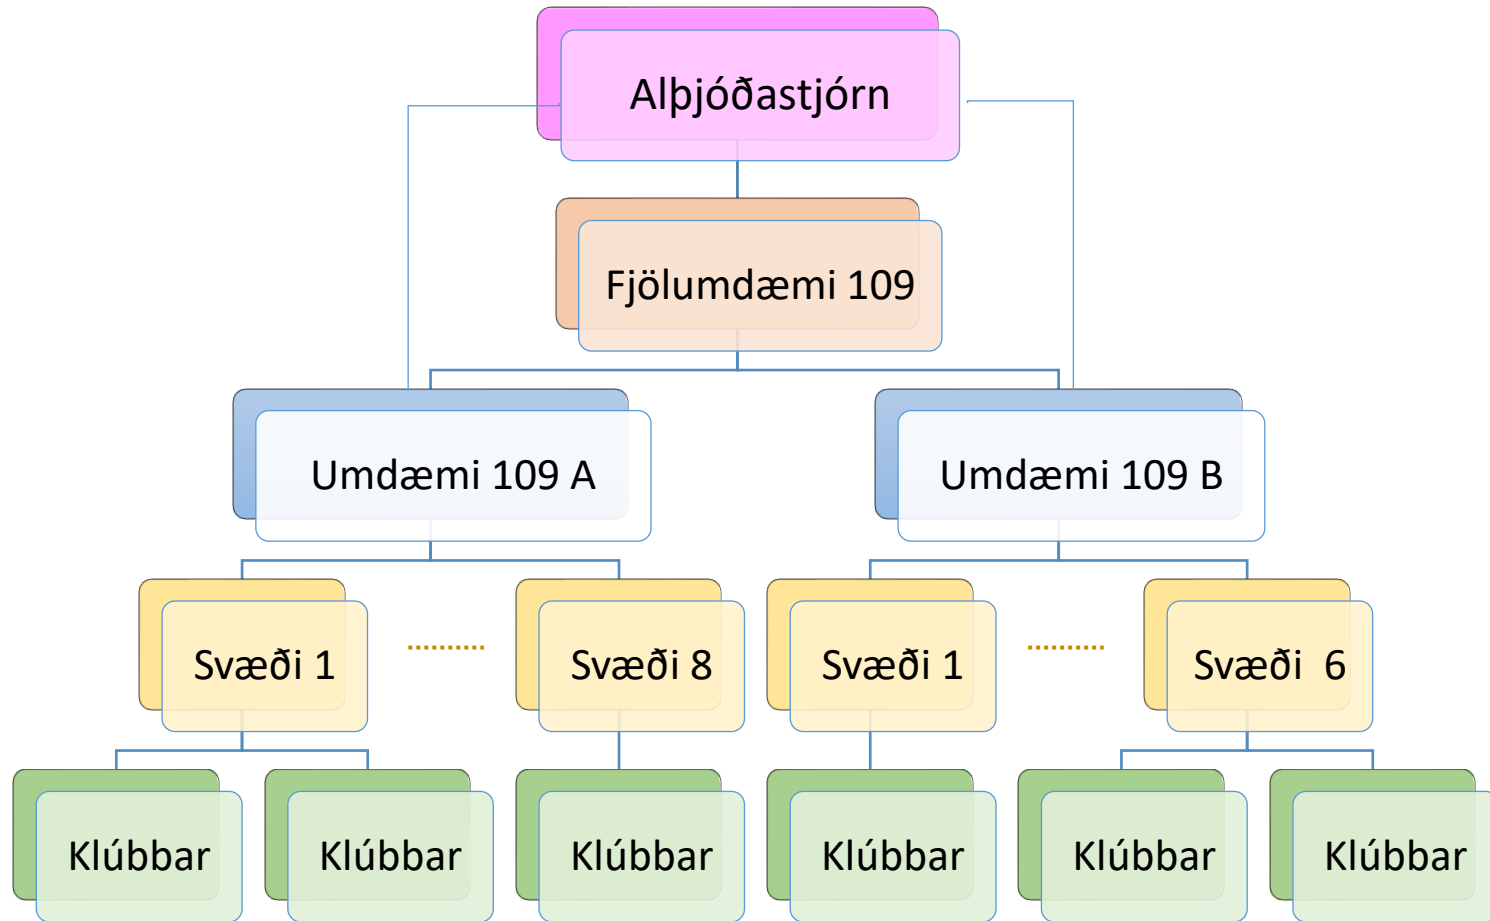 Alþjóðastjórn
Fjölumdæmi 109
Umdæmi 109 A
Umdæmi 109 B
Svæði 1
Svæði 8
Svæði 1
Svæði  6
Klúbbar
Klúbbar
Klúbbar
Klúbbar
Klúbbar
Klúbbar